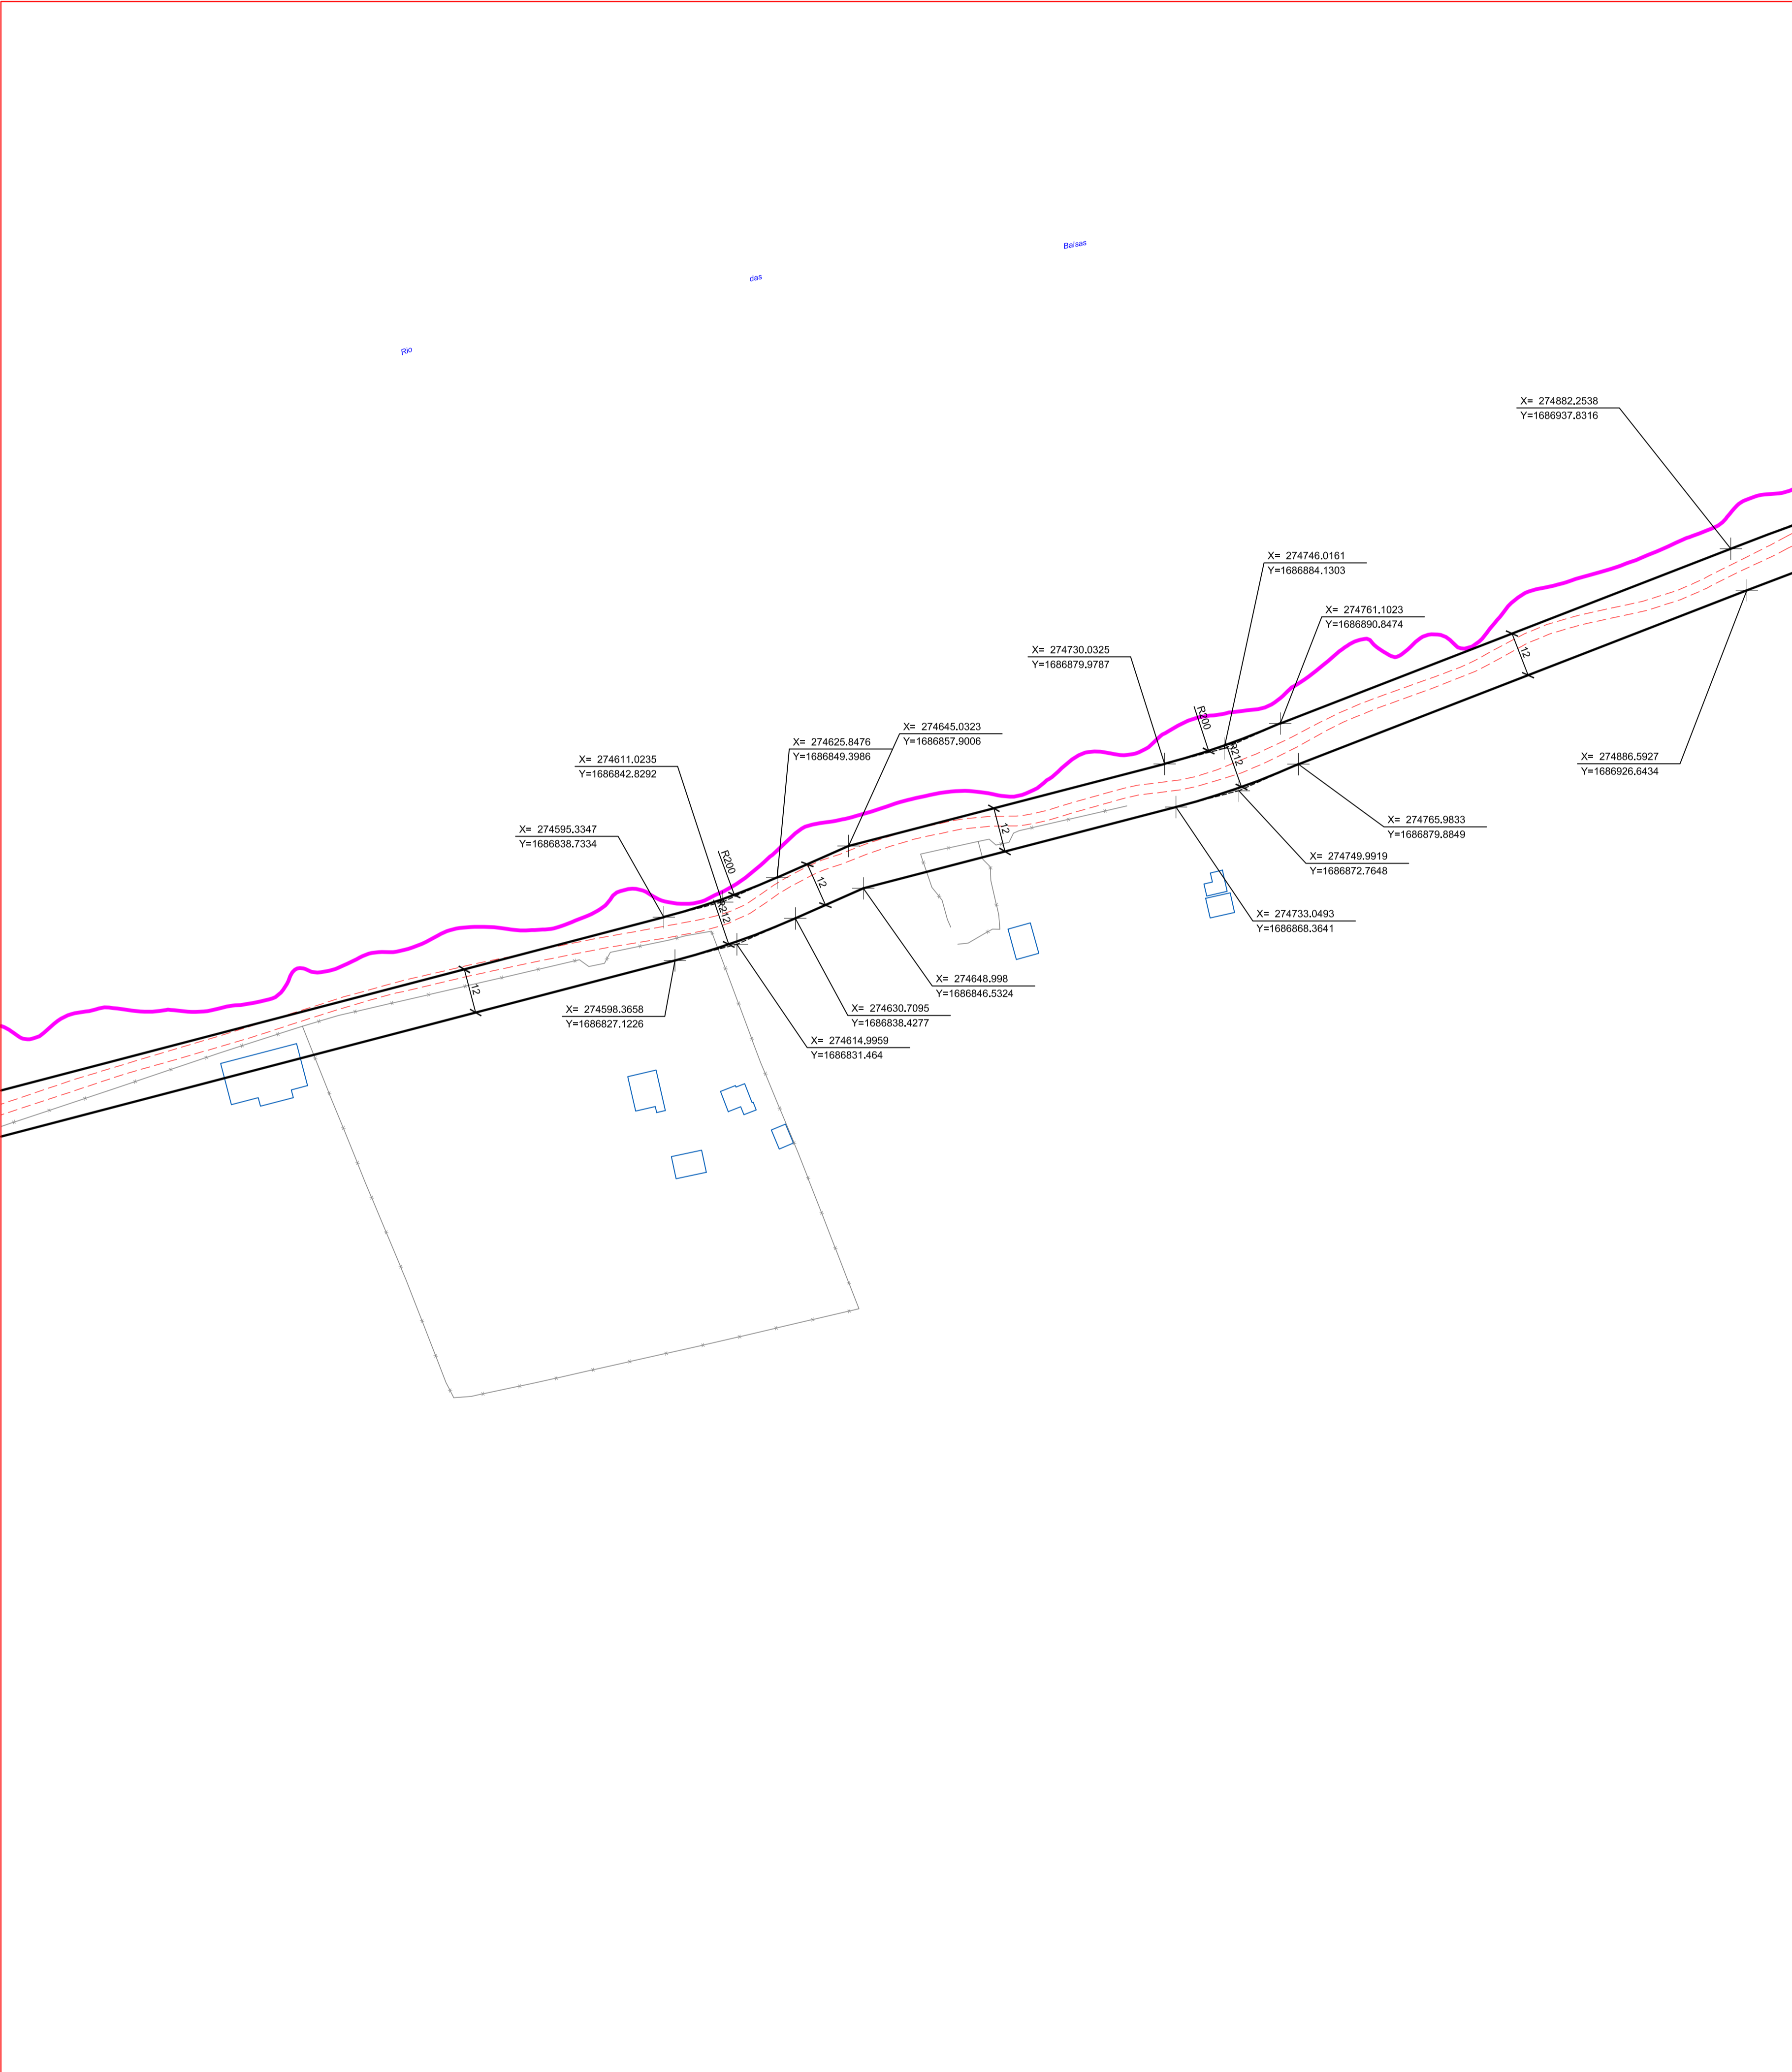 Balsas
das
Rio
X= 274882.2538
Y=1686937.8316
X= 274746.0161
Y=1686884.1303
X= 274761.1023
Y=1686890.8474
X= 274730.0325
Y=1686879.9787
12
R200
X= 274645.0323
Y=1686857.9006
X= 274625.8476
Y=1686849.3986
R212
X= 274611.0235
Y=1686842.8292
X= 274886.5927
Y=1686926.6434
X= 274595.3347
Y=1686838.7334
12
X= 274765.9833
Y=1686879.8849
R200
X= 274749.9919
Y=1686872.7648
12
R212
X= 274733.0493
Y=1686868.3641
X= 274648.998
Y=1686846.5324
12
X= 274598.3658
Y=1686827.1226
X= 274630.7095
Y=1686838.4277
X= 274614.9959
Y=1686831.464